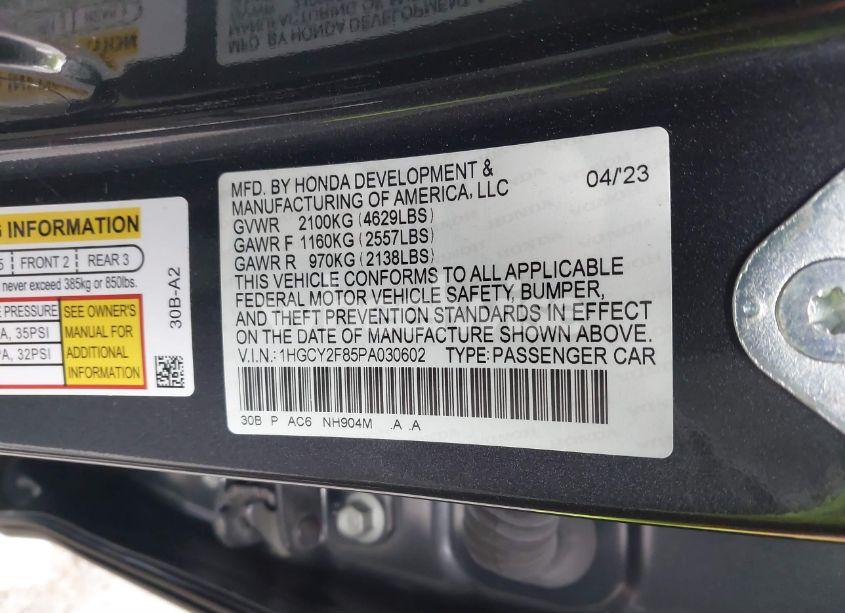 MFD. BY HONDA DEVELOPMENT &
MANUFACTURING OF AMERICA, LLC
04/'23
GVWR 2100KG (4629LBS)
GAWR F 1160KG (2557LBS)
GAWR R 970KG (2138LBS)
THIS VEHICLE CONFORMS TO ALL APPLICABLE
FEDERAL MOTOR VEHICLE SAFETY, BUMPER,
AND THEFT PREVENTION STANDARDS IN EFFECT
ON THE DATE OF MANUFACTURE SHOWN ABOVE.
V.I.N.: 1HGCY2F85PA030602 TYPE: PASSENGER CAR
30B P AC6 NH904M .A .A
INFORMATION
5 FRONT 2 REAR 3
never exceed 385kg or 850lbs.
PRESSURE
35PSI
32PSI
SEE OWNER'S
MANUAL FOR
ADDITIONAL
INFORMATION
30B-A2